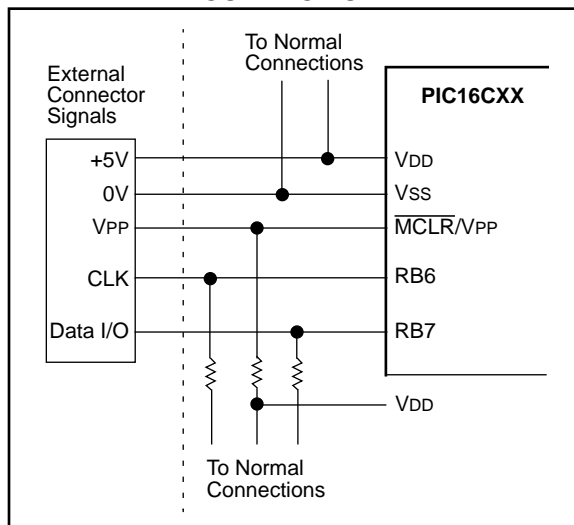 To Normal
Connections
External
Connector
Signals
PIC16CXX
+5V
VDD
0V
VSS
VPP
MCLR/VPP
CLK
RB6
Data I/O
RB7
VDD
To Normal
Connections